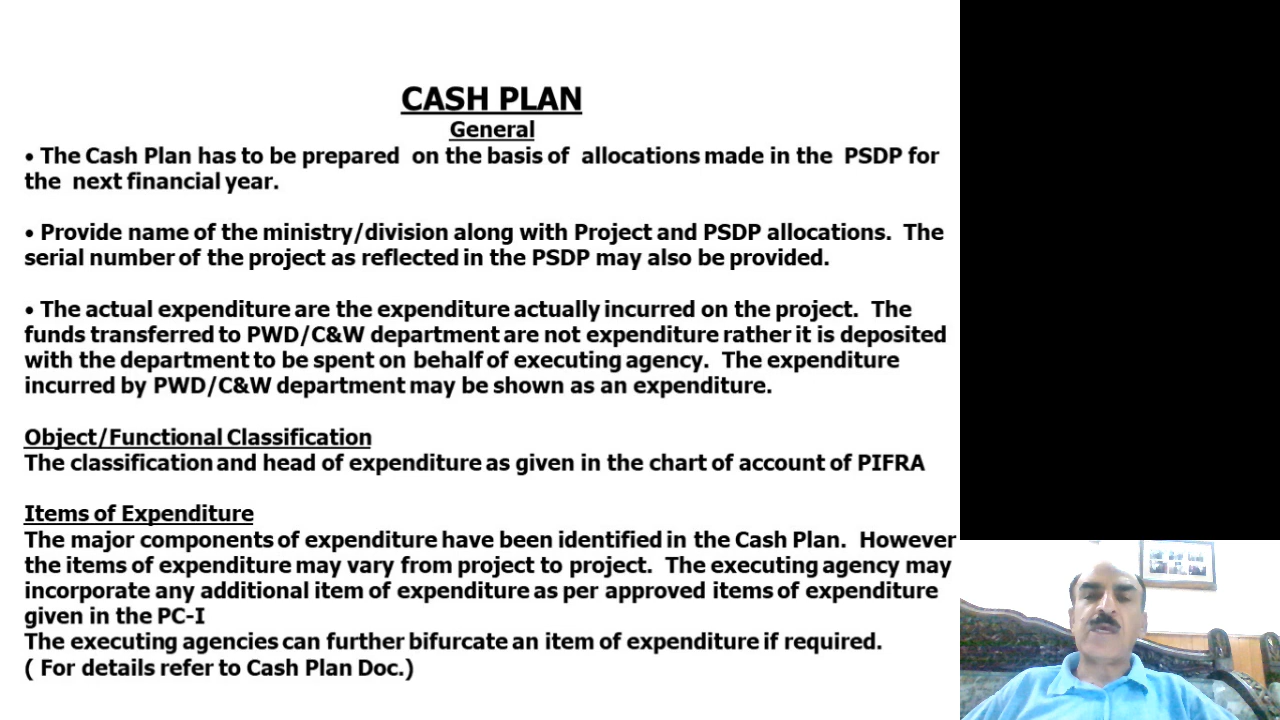 CASH PLAN
General
• The Cash Plan has to be prepared on the basis of allocations made in the PSDP for
the next financial year.
• Provide name of the ministry/division along with Project and PSDP allocations. The
serial number of the project as reflected in the PSDP may also be provided.
• The actual expenditure are the expenditure actually incurred on the project. The
funds transferred to PWD/C&W department are not expenditure rather it is deposited
with the department to be spent on behalf of executing agency. The expenditure
incurred by PWD/C&W department may be shown as an expenditure.
Object/Functional Classification
The classification and head of expenditure as given in the chart of account of PIFRA
Items of Expenditure
The major components of expenditure have been identified in the Cash Plan. However
the items of expenditure may vary from project to project. The executing agency may
incorporate any additional item of expenditure as per approved items of expenditure
given in the PC-I
The executing agencies can further bifurcate an item of expenditure if required.
( For details refer to Cash Plan Doc.)